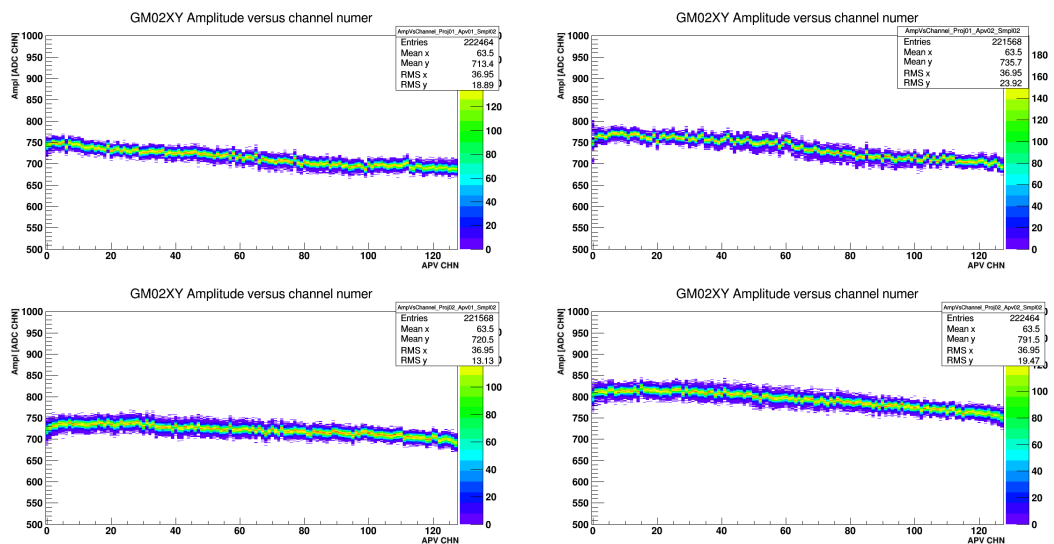 GM02XY Amplitude versus channel numer
AmpVsChannel_Proj01_Apv01_Smpl02
Entries 222464
Mean x 63.5
Mean y 713.4
RMS x 36.95
RMS y 18.89
Ampl [ADC CHN]
1000
950
900
850
800
750
700
650
600
550
500
0 20 40 60 80 100 120
APV CHN
120
100
80
60
40
20
0
GM02XY Amplitude versus channel numer
AmpVsChannel_Proj01_Apv02_Smpl02
Entries 221568
Mean x 63.5
Mean y 735.7
RMS x 36.95
RMS y 23.92
Ampl [ADC CHN]
1000
950
900
850
800
750
700
650
600
550
500
0 20 40 60 80 100 120
APV CHN
180
160
140
120
100
80
60
40
20
0
GM02XY Amplitude versus channel numer
AmpVsChannel_Proj02_Apv01_Smpl02
Entries 221568
Mean x 63.5
Mean y 720.5
RMS x 36.95
RMS y 13.13
Ampl [ADC CHN]
1000
950
900
850
800
750
700
650
600
550
500
0 20 40 60 80 100 120
APV CHN
100
80
60
40
20
0
GM02XY Amplitude versus channel numer
AmpVsChannel_Proj02_Apv02_Smpl02
Entries 222464
Mean x 63.5
Mean y 791.5
RMS x 36.95
RMS y 19.47
Ampl [ADC CHN]
1000
950
900
850
800
750
700
650
600
550
500
0 20 40 60 80 100 120
APV CHN
100
80
60
40
20
0